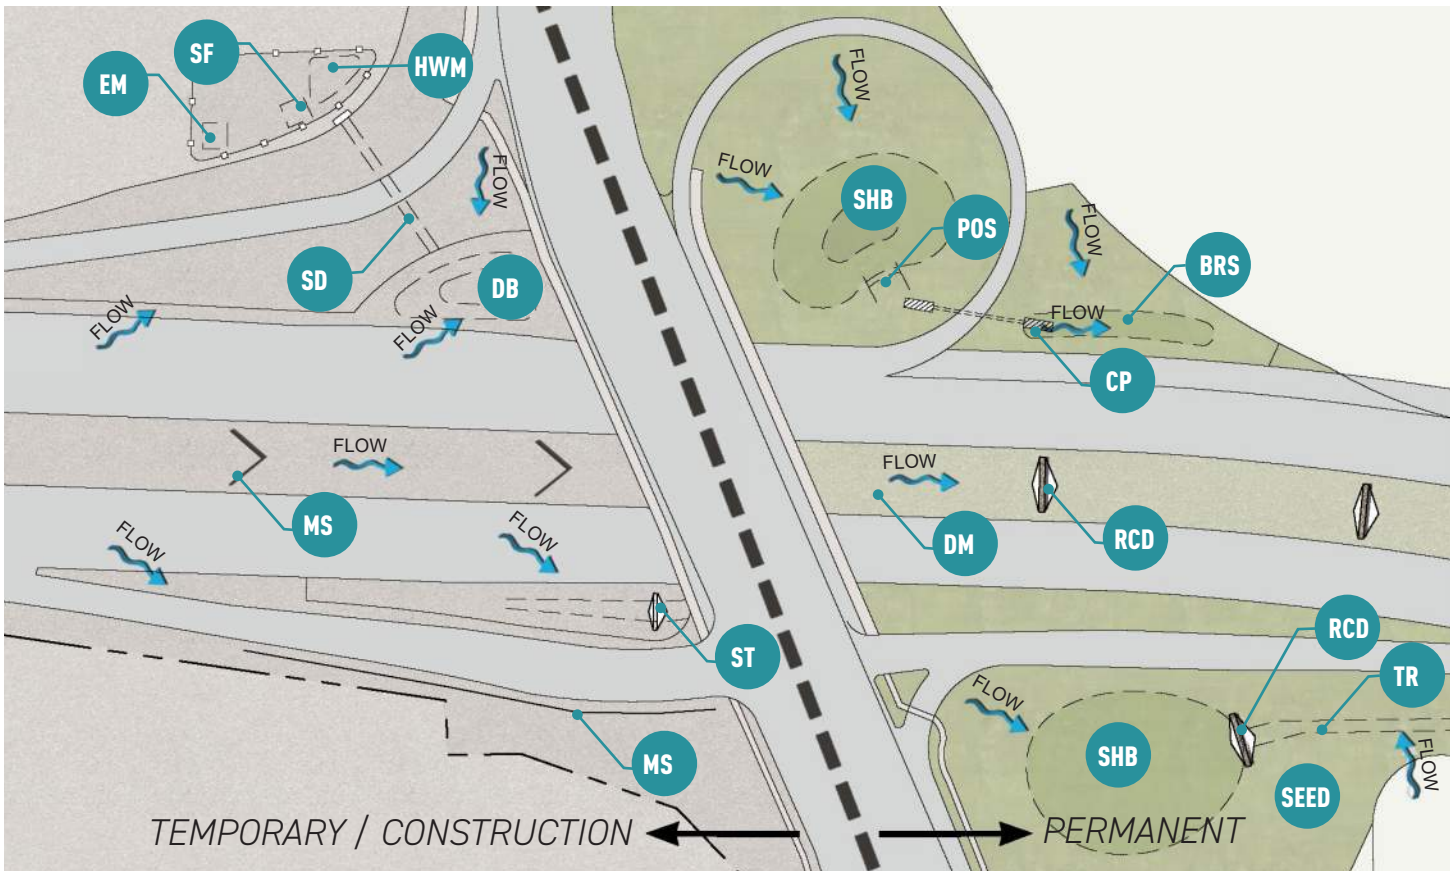 SF
HWM
EM
FLOW
FLOW
FLOW
SHB
POS
FLOW
SD
DB
BRS
FLOW
FLOW
FLOW
CP
FLOW
FLOW
MS
DM
RCD
FLOW
FLOW
ST
RCD
TR
FLOW
MS
SHB
SEED
FLOW
TEMPORARY / CONSTRUCTION
PERMANENT